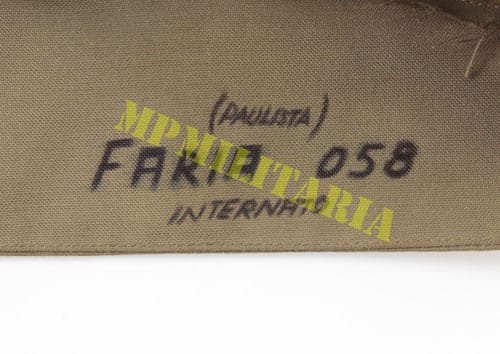 (PAULISTA)
FARIA 058
INTERNATO
MPMILITARIA